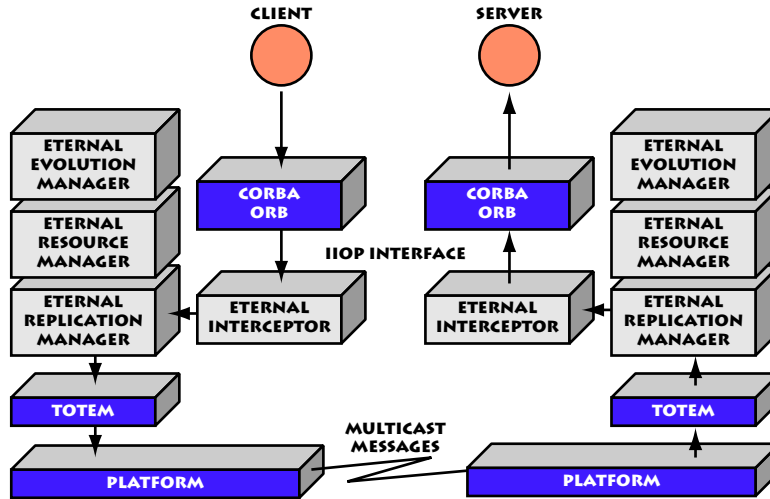 CLIENT
SERVER
ETERNAL
EVOLUTION
MANAGER
CORBA
ORB
CORBA
ORB
ETERNAL
EVOLUTION
MANAGER
ETERNAL
RESOURCE
MANAGER
IIOP INTERFACE
ETERNAL
RESOURCE
MANAGER
ETERNAL
REPLICATION
MANAGER
ETERNAL
INTERCEPTOR
ETERNAL
INTERCEPTOR
ETERNAL
REPLICATION
MANAGER
TOTEM
TOTEM
MULTICAST
MESSAGES
PLATFORM
PLATFORM